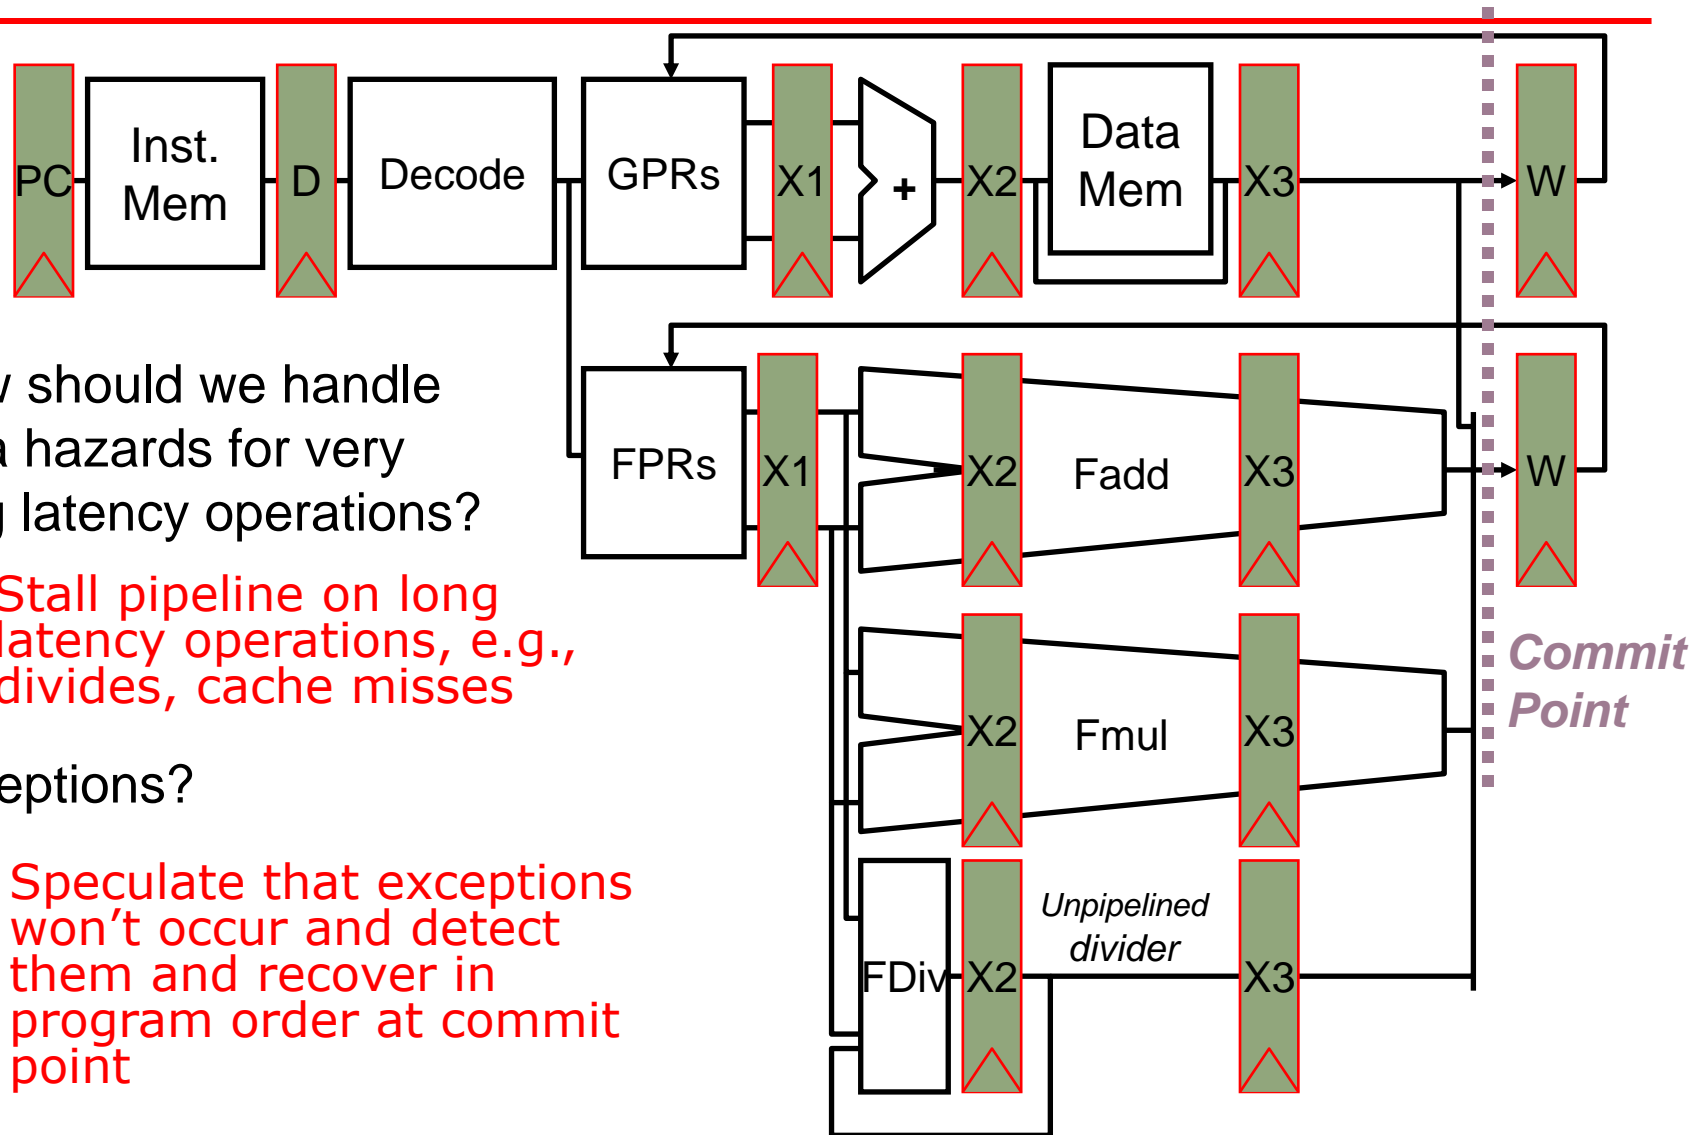 PC
Inst.
Mem
D
Decode
GPRs
X1
+
X2
Data
Mem
X3
W
should we handle
hazards for very
latency operations?
Stall pipeline on long
latency operations, e.g.,
divides, cache misses
eptions?
Speculate that exceptions
won't occur and detect
them and recover in
program order at commit
point
FPRs
X1
X2
Fadd
X3
W
X2
Fmul
X3
Commit
Point
FDiv
X2
Unpipelined
divider
X3